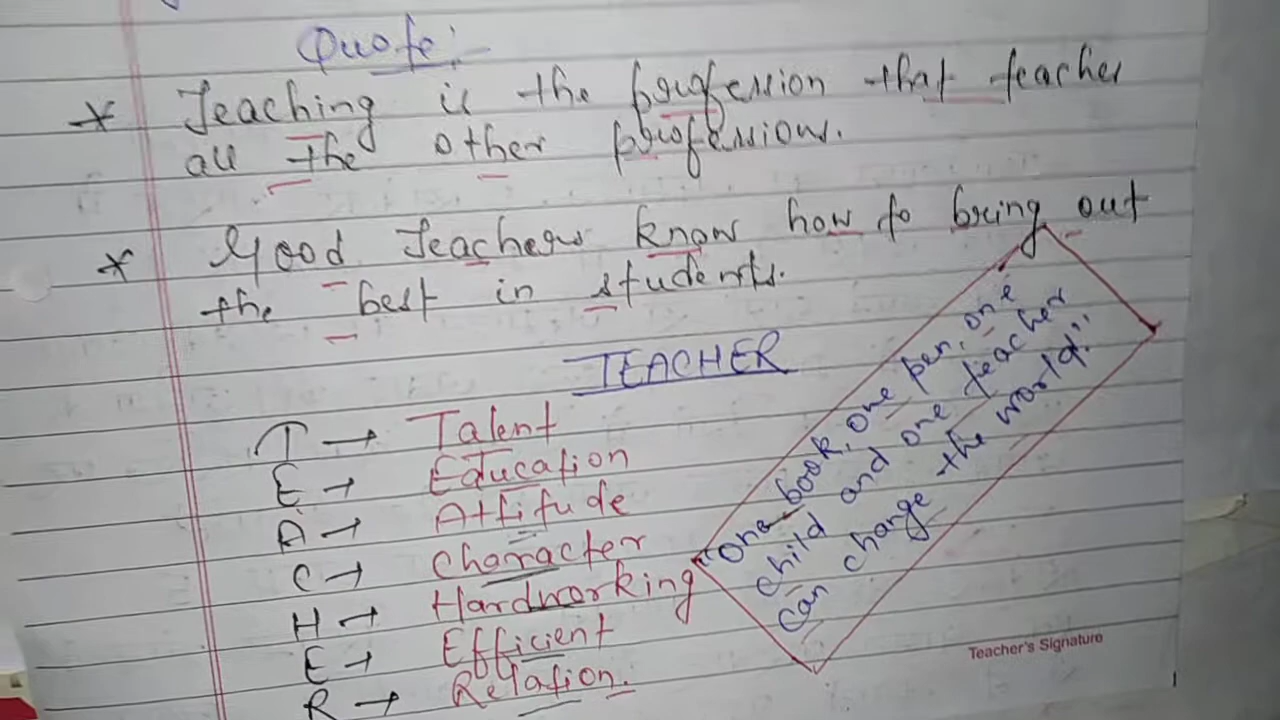 Quote:-
* Teaching is the profession that teacher
all the other professions.
* Good Teachers know how to bring out
the best in students.
TEACHER
T → Talent
E → Education
A → Attitude
C → Character
H → Hardworking
E → Efficient
R → Relation.
"One book, one pen, one
child and one teacher
can change the world!"
Teacher's Signature